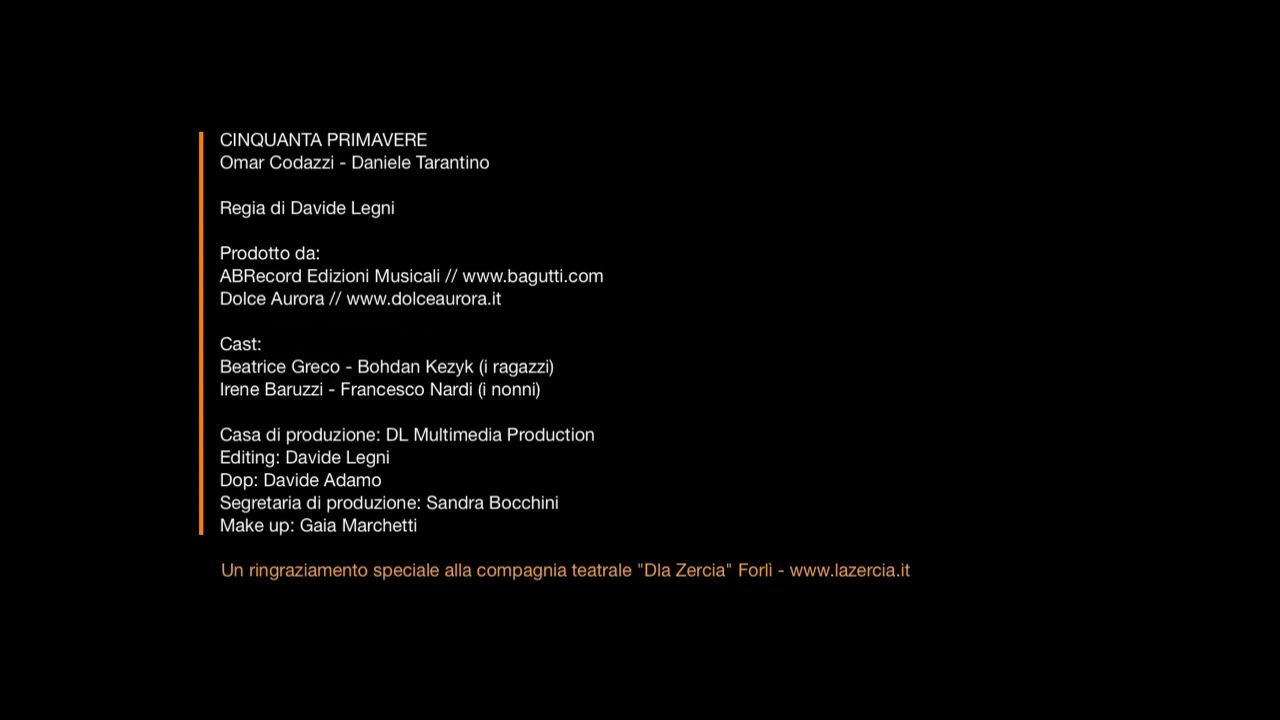 CINQUANTA PRIMAVERE
Omar Codazzi - Daniele Tarantino
Regia di Davide Legni
Prodotto da:
ABRecord Edizioni Musicali // www.bagutti.com
Dolce Aurora // www.dolceaurora.it
Cast:
Beatrice Greco - Bohdan Kezyk (i ragazzi)
Irene Baruzzi - Francesco Nardi (i nonni)
Casa di produzione: DL Multimedia Production
Editing: Davide Legni
Dop: Davide Adamo
Segretaria di produzione: Sandra Bocchini
Make up: Gaia Marchetti
Un ringraziamento speciale alla compagnia teatrale "Dla Zercia" Forlì - www.lazercia.it